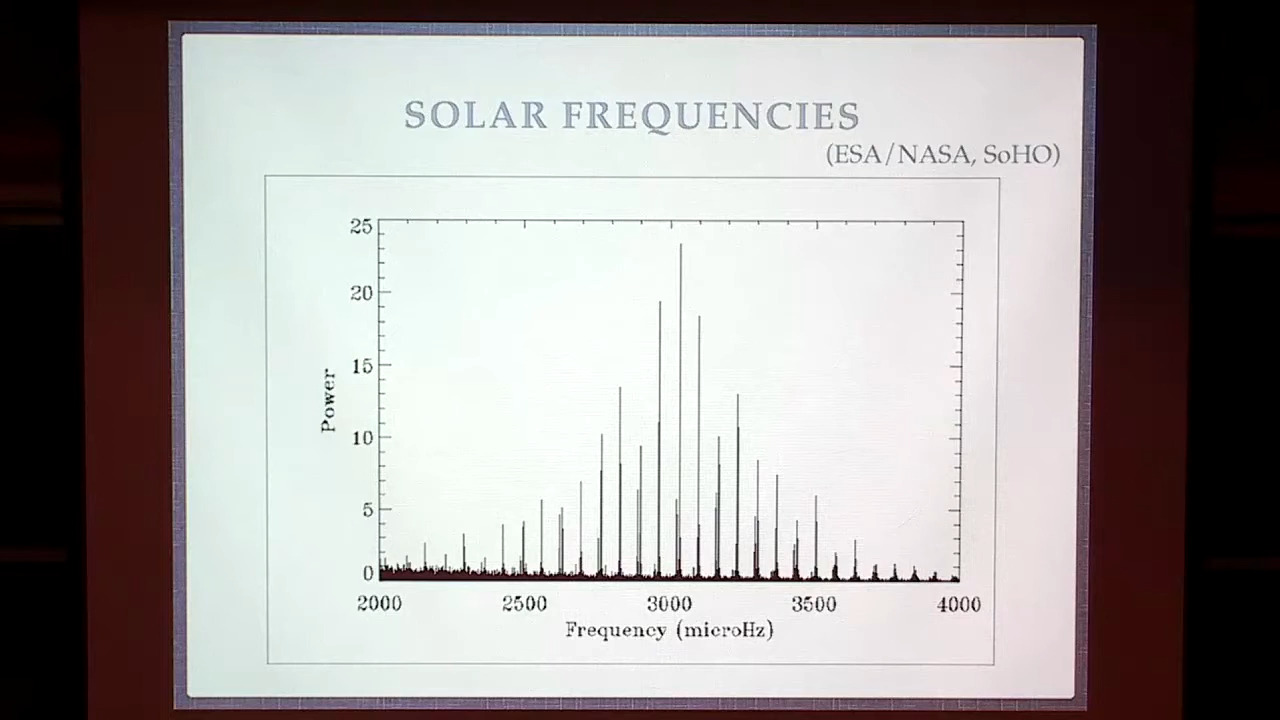 SOLAR FREQUENCIES
(ESA/NASA, SoHO)
25
20
15
10
5
0
Power
2000 2500 3000 3500 4000
Frequency (microHz)